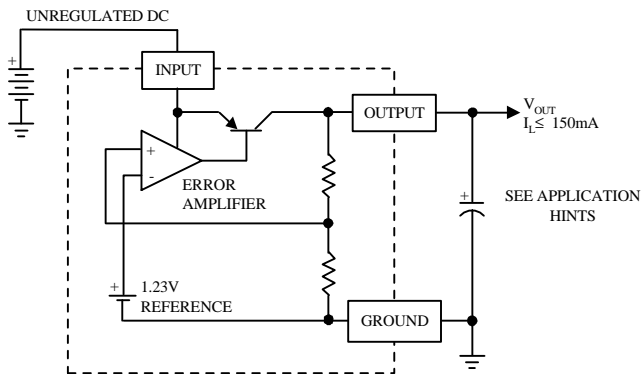 UNREGULATED DC
+
INPUT
OUTPUT
V_OUT
I_L ≤ 150mA
+
-
ERROR
AMPLIFIER
+
SEE APPLICATION
HINTS
+
1.23V
REFERENCE
GROUND